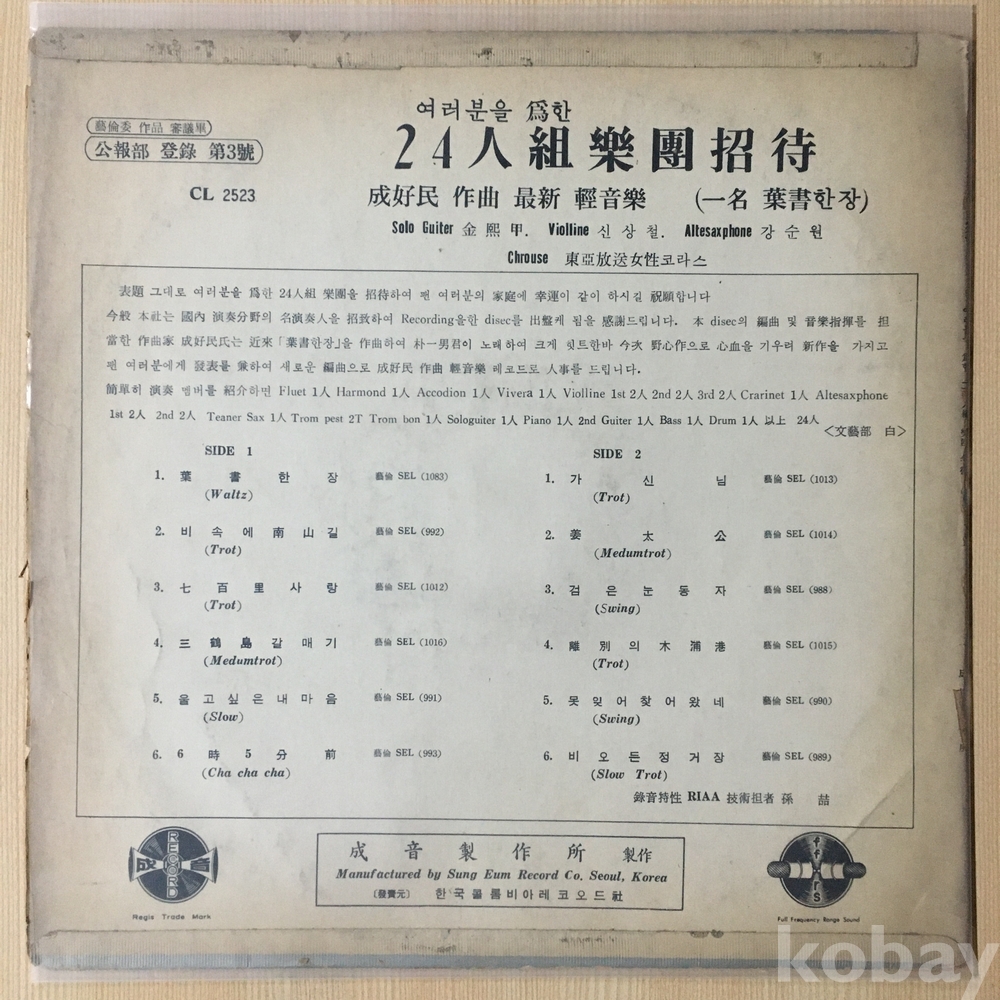 여러분을 爲한
藝倫委 作品 審議畢
24人組樂團招待
公報部 登錄 第3號
CL 2523
成好民 作曲 最新 輕音樂 (一名 葉書한장)
Solo Guiter 金熙甲. Violline 신상철. Altesaxphone 강순원
Chrouse 東亞放送女性코라스
表題 그대로 여러분을 爲한 24人組 樂團을 招待하여 팬 여러분의 家庭에 幸運이 같이 하시길 祝願합니다
今般 本社는 國內 演奏分野의 名演奏人을 招致하여 Recording을한 disec를 出盤케 됨을 感謝드립니다. 本 disec의 編曲 및 音樂指揮를 担
當한 作曲家 成好民氏는 近來 「葉書한장」을 作曲하여 朴一男君이 노래하여 크게 힛트한바 今次 野心作으로 心血을 기우려 新作을 가지고
팬 여러분에게 發表를 兼하여 새로운 編曲으로 成好民 作曲 輕音樂 레코드로 人事를 드립니다.
簡單히 演奏 멤버를 紹介하면 Fluet 1人 Harmond 1人 Accodion 1人 Vivera 1人 Violline 1st 2人 2nd 2人 3rd 2人 Crarinet 1人 Altesaxphone
1st 2人 2nd 2人 Teaner Sax 1人 Trom pest 2T Trom bon 1人 Sologuiter 1人 Piano 1人 2nd Guiter 1人 Bass 1人 Drum 1人 以上 24人
<文藝部 白>
SIDE 1
1. 葉書한장 藝倫 SEL (1083)
(Waltz)
2. 비속에南山길 藝倫 SEL (992)
(Trot)
3. 七百里사랑 藝倫 SEL (1012)
(Trot)
4. 三鶴島갈매기 藝倫 SEL (1016)
(Medumtrot)
5. 울고싶은내마음 藝倫 SEL (991)
(Slow)
6. 6時5分前 藝倫 SEL (993)
(Cha cha cha)
SIDE 2
1. 가신님 藝倫 SEL (1013)
(Trot)
2. 姜太公 藝倫 SEL (1014)
(Medumtrot)
3. 검은눈동자 藝倫 SEL (988)
(Swing)
4. 離別의木浦港 藝倫 SEL (1015)
(Trot)
5. 못잊어찾어왔네 藝倫 SEL (990)
(Swing)
6. 비오든정거장 藝倫 SEL (989)
(Slow Trot)
錄音特性 RIAA 技術担者 孫 喆
成音 RECORD
Regis Trade Mark
成音製作所 製作
Manufactured by Sung Eum Record Co. Seoul, Korea
(發賣元) 한국콜롬비아레코오드社
ffrs
Full Frequency Range Sound
kobay